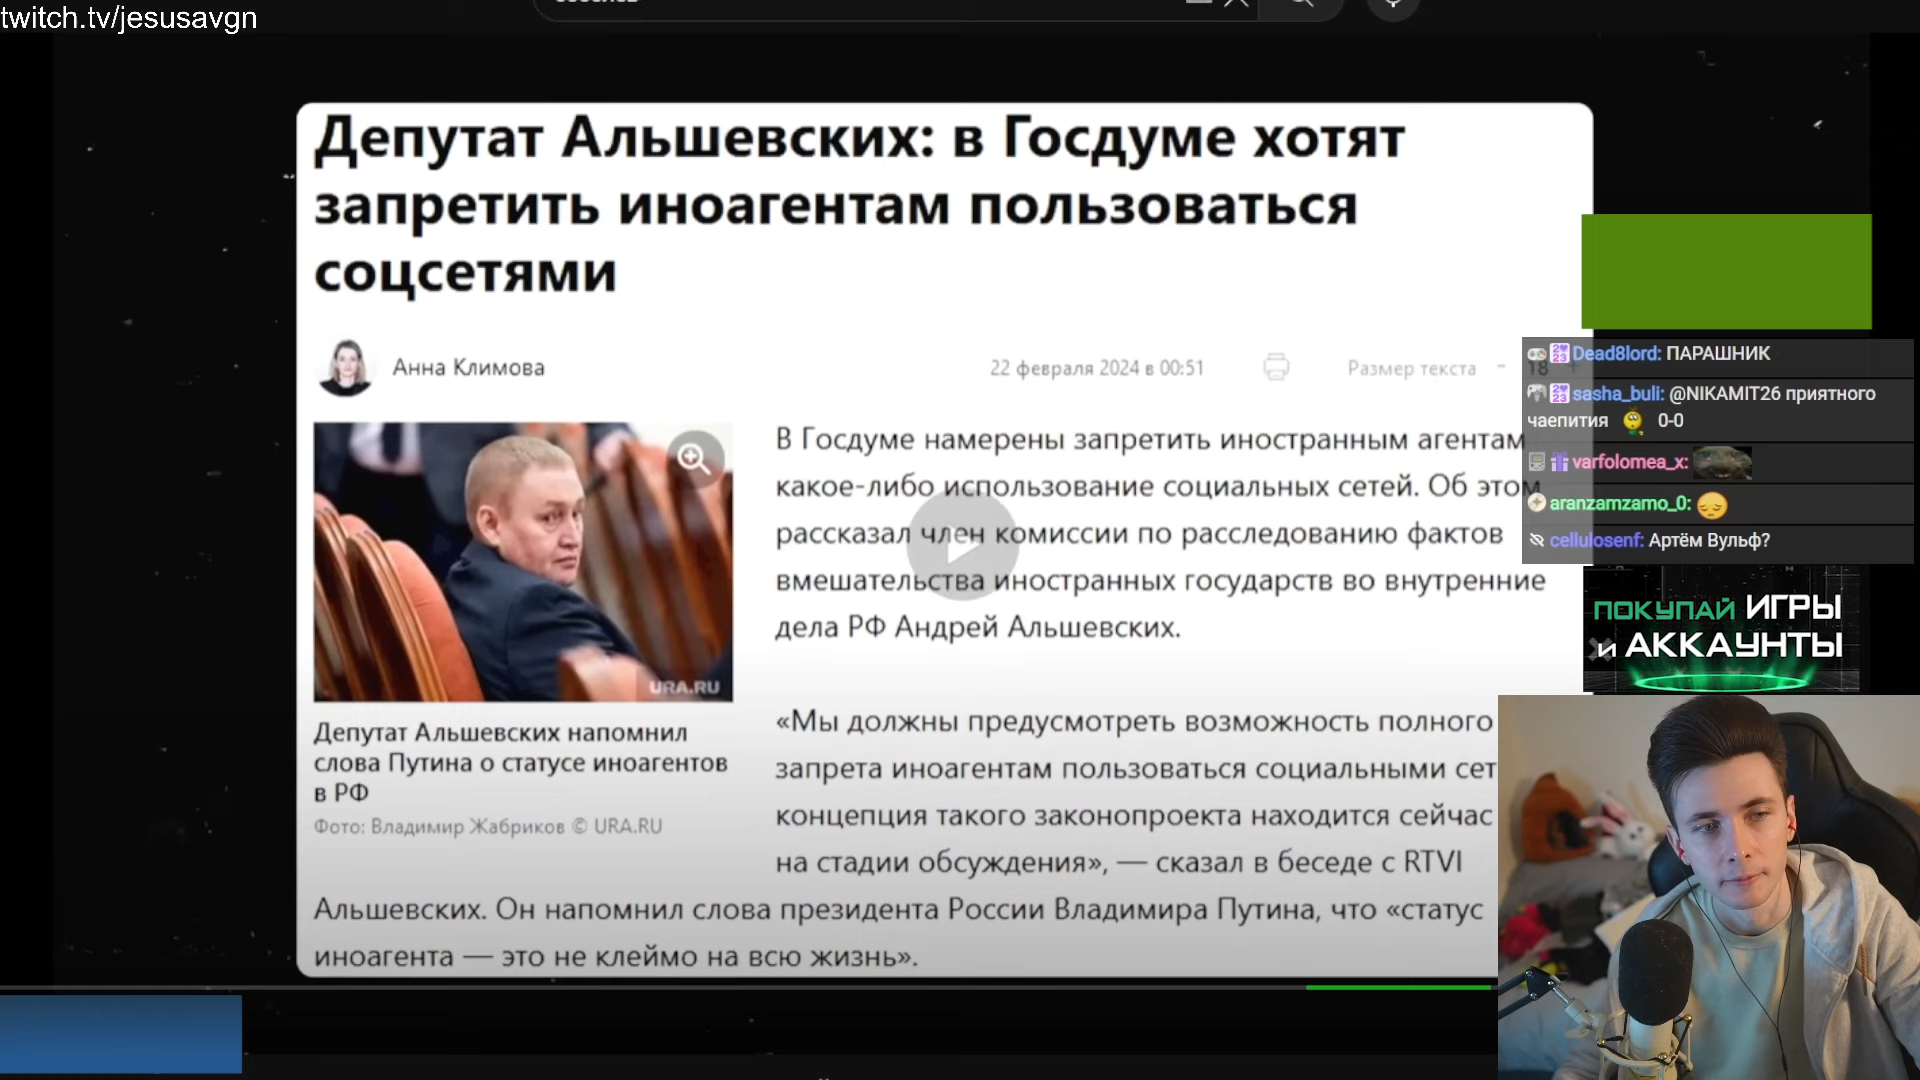 twitch.tv/jesusavgn
Депутат Альшевских: в Госдуме хотят
запретить иноагентам пользоваться
соцсетями
Анна Климова
22 февраля 2024 в 00:51
Размер текста - 18 +
В Госдуме намерены запретить иностранным агентам
какое-либо использование социальных сетей. Об этом
рассказал член комиссии по расследованию фактов
вмешательства иностранных государств во внутренние
дела РФ Андрей Альшевских.
URA.RU
Депутат Альшевских напомнил
слова Путина о статусе иноагентов
в РФ
Фото: Владимир Жабриков © URA.RU
«Мы должны предусмотреть возможность полного
запрета иноагентам пользоваться социальными сет
концепция такого законопроекта находится сейчас
на стадии обсуждения», — сказал в беседе с RTVI
Альшевских. Он напомнил слова президента России Владимира Путина, что «статус
иноагента — это не клеймо на всю жизнь».
Dead8lord: ПАРАШНИК
sasha_buli: @NIKAMIT26 приятного
чаепития 0-0
varfolomea_x:
aranzamzamo_0:
cellulosenf: Артём Вульф?
ПОКУПАЙ ИГРЫ
и АККАУНТЫ